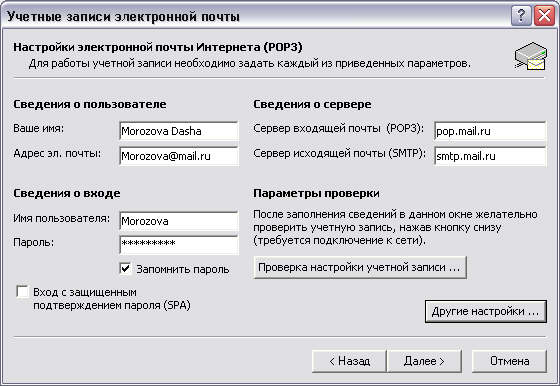 Учетные записи электронной почты
Настройки электронной почты Интернета (POP3)
Для работы учетной записи необходимо задать каждый из приведенных параметров.
Сведения о пользователе
Ваше имя: Morozova Dasha
Адрес эл. почты: Morozova@mail.ru
Сведения о сервере
Сервер входящей почты (POP3): pop.mail.ru
Сервер исходящей почты (SMTP): smtp.mail.ru
Сведения о входе
Имя пользователя: Morozova
Пароль: *********
Запомнить пароль
Вход с защищенным
подтверждением пароля (SPA)
Параметры проверки
После заполнения сведений в данном окне желательно
проверить учетную запись, нажав кнопку снизу
(требуется подключение к сети).
Проверка настройки учетной записи ...
Другие настройки ...
< Назад Далее > Отмена